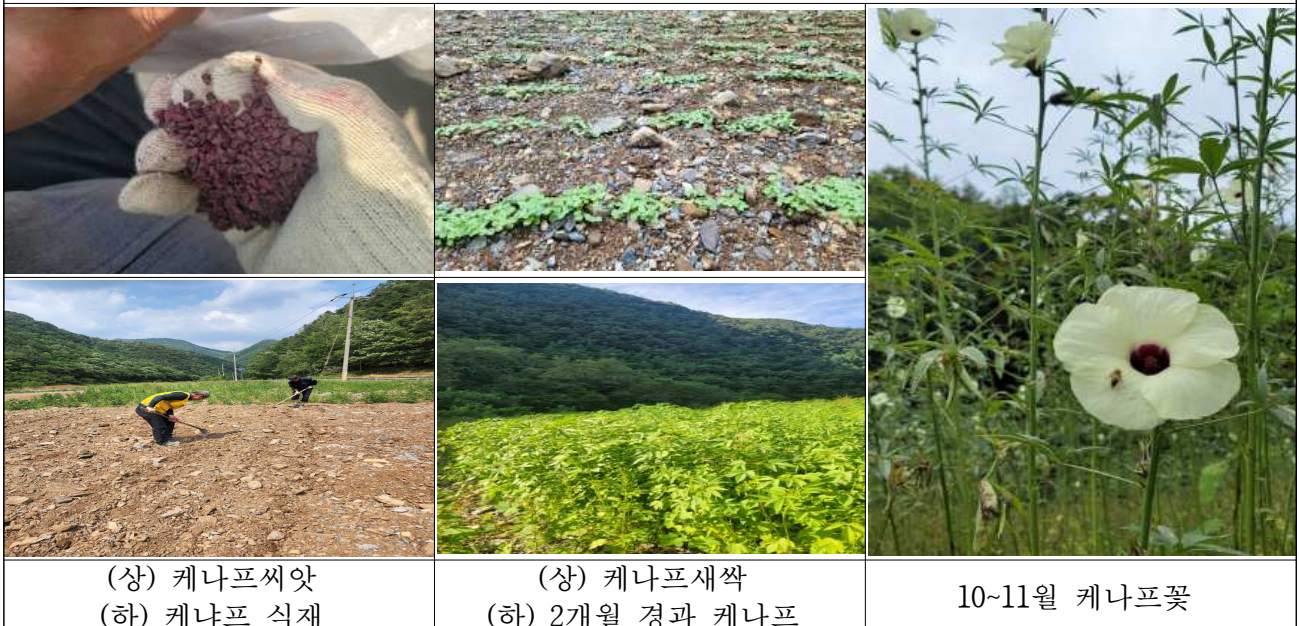 (상) 케나프씨앗
(하) 케냐프 식재
(상) 케나프새싹
(하) 2개월 경과 케나프
10~11월 케나프꽃